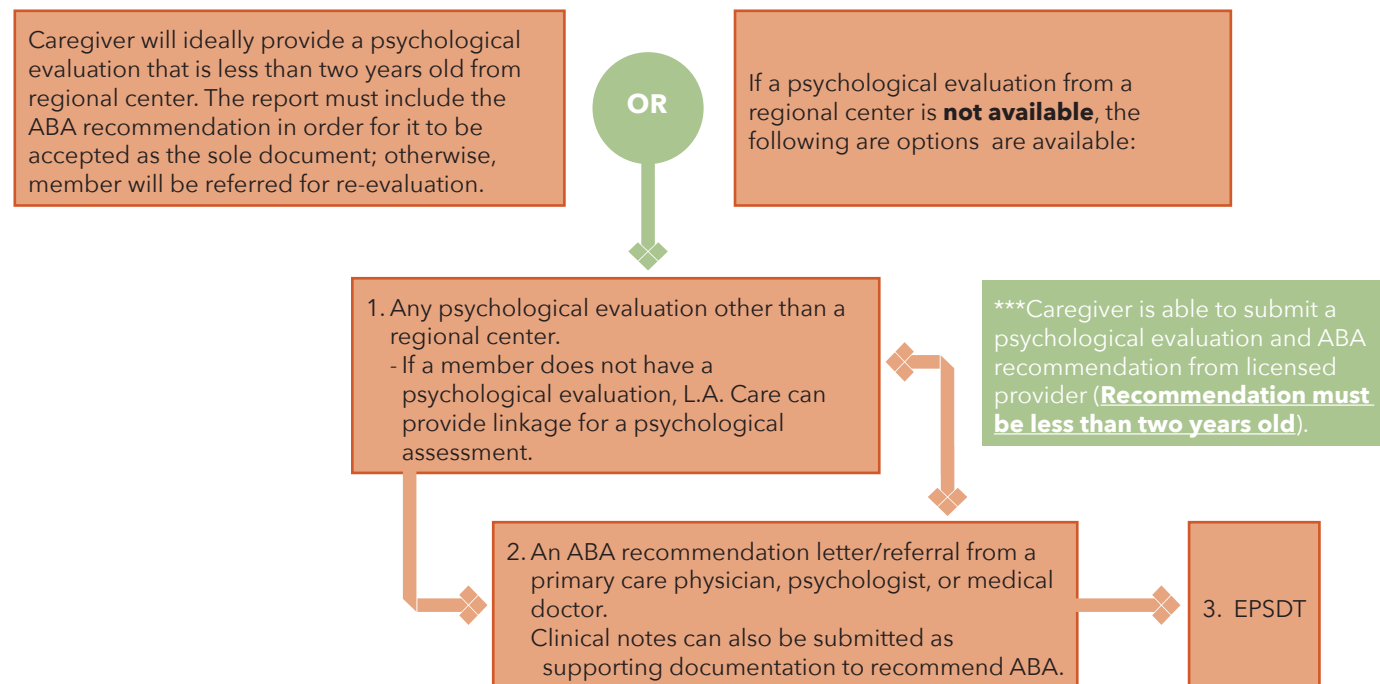 Caregiver will ideally provide a psychological
evaluation that is less than two years old from
regional center. The report must include the
ABA recommendation in order for it to be
accepted as the sole document; otherwise,
member will be referred for re-evaluation.
OR
If a psychological evaluation from a
regional center is not available, the
following are options  are available:
1. Any psychological evaluation other than a
regional center.
- If a member does not have a
psychological evaluation, L.A. Care can
provide linkage for a psychological
assessment.
***Caregiver is able to submit a
psychological evaluation and ABA
recommendation from licensed
provider (Recommendation must
be less than two years old).
2. An ABA recommendation letter/referral from a
primary care physician, psychologist, or medical
doctor.
Clinical notes can also be submitted as
supporting documentation to recommend ABA.
3. EPSDT